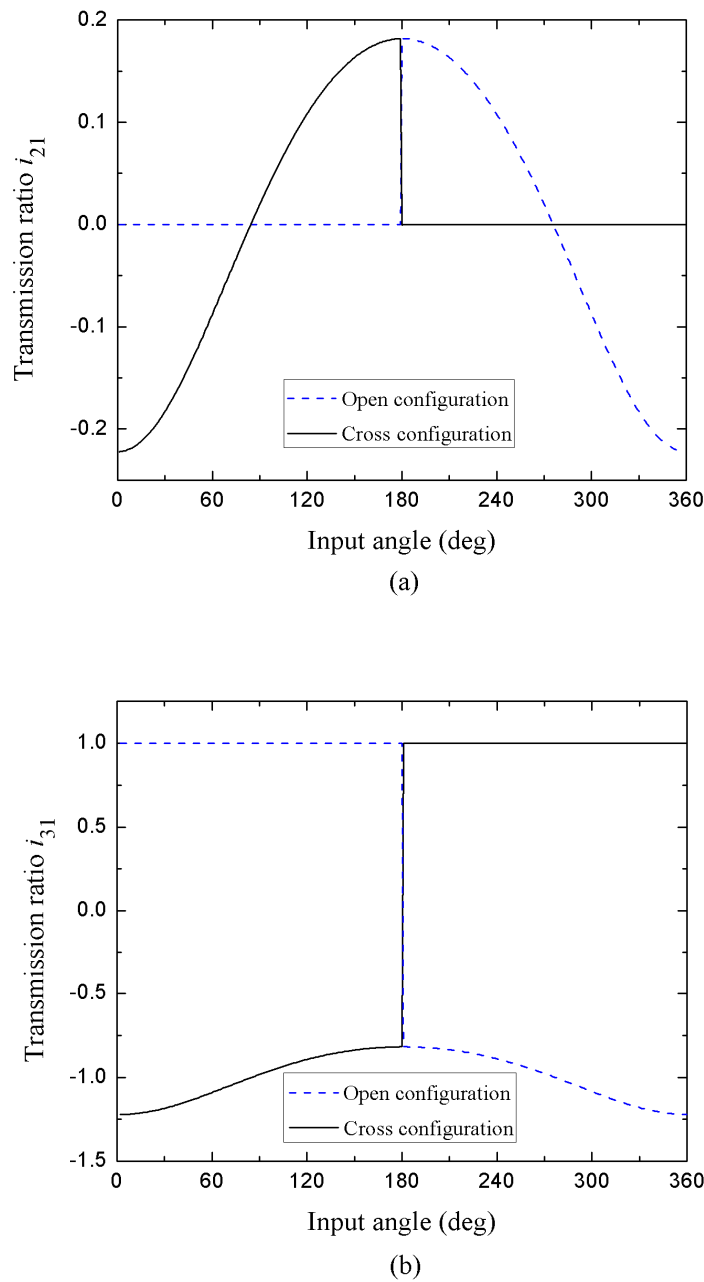 0.2
0.1
0.0
-0.1
-0.2
Transmission ratio i21
Open configuration
Cross configuration
0 60 120 180 240 300 360
Input angle (deg)
(a)
1.0
0.5
0.0
-0.5
-1.0
-1.5
Transmission ratio i31
Open configuration
Cross configuration
0 60 120 180 240 300 360
Input angle (deg)
(b)